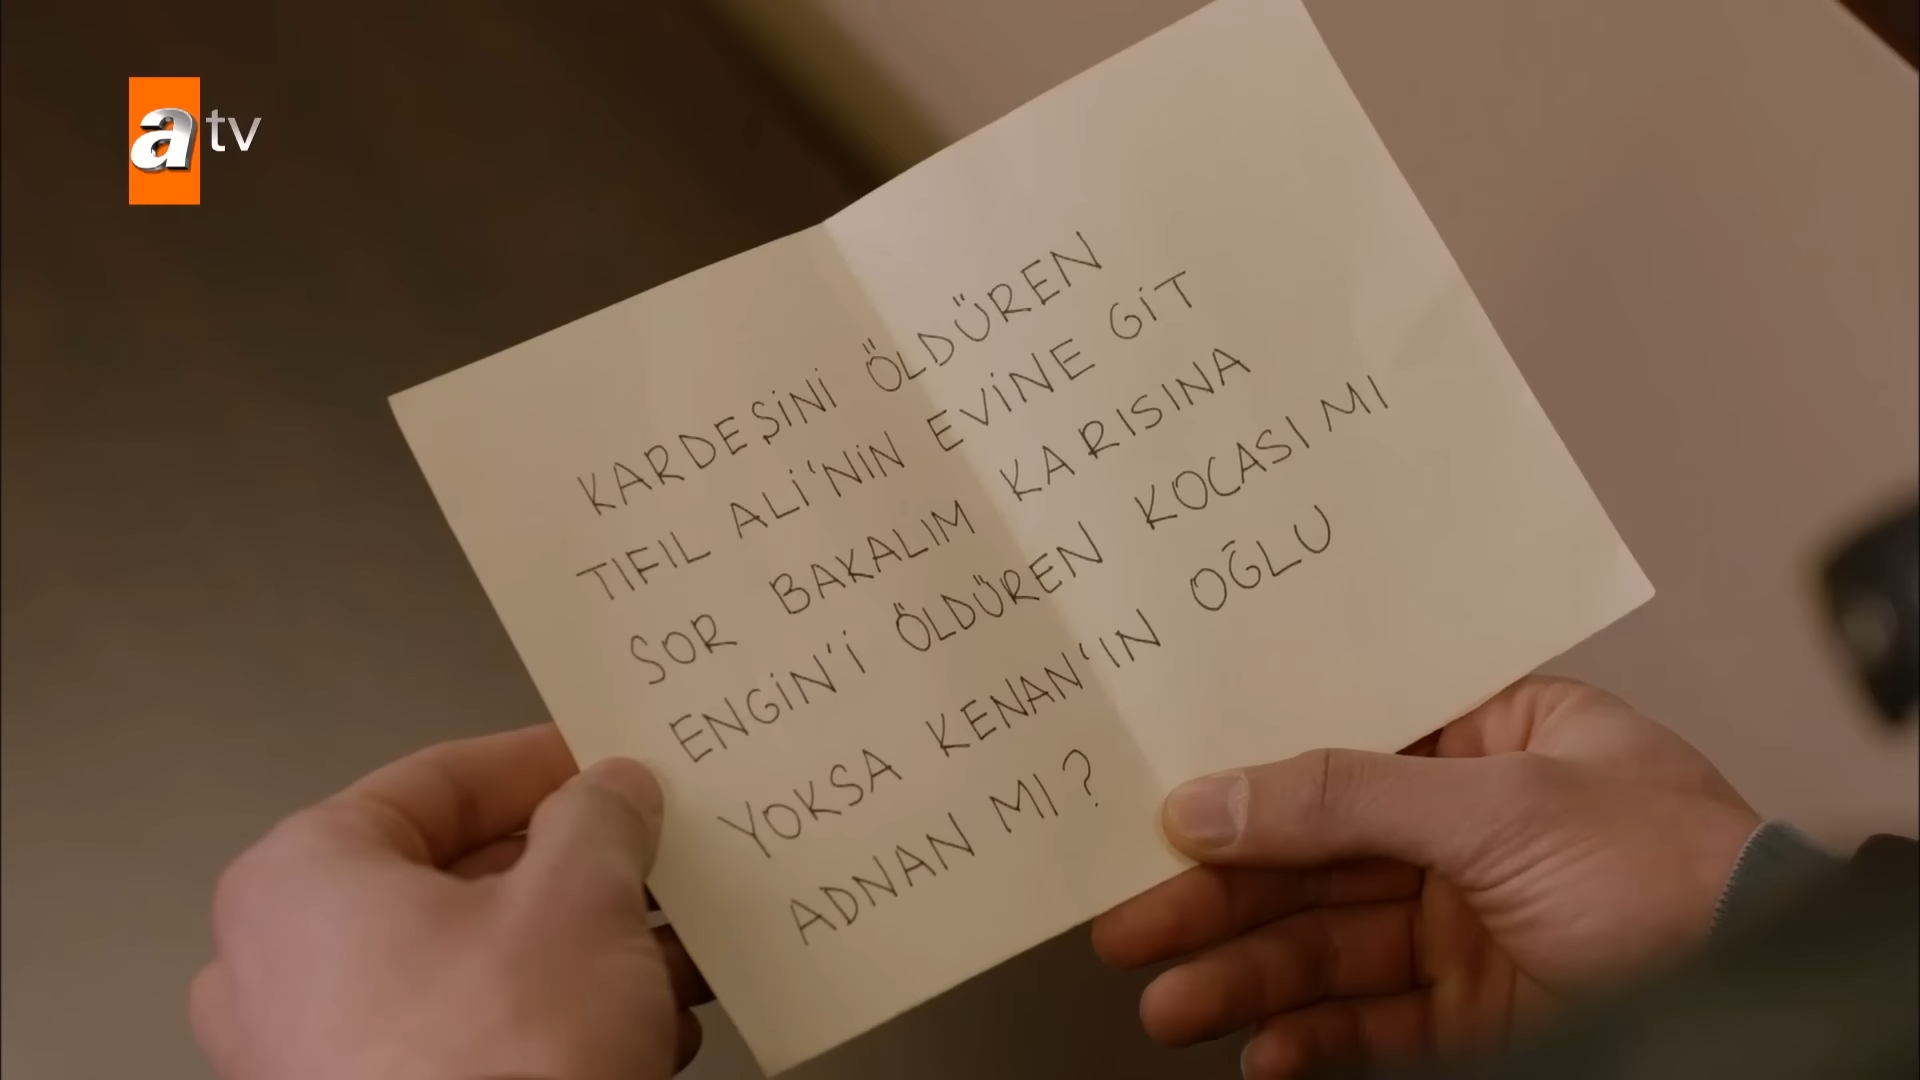 atv
KARDEŞİNİ ÖLDÜREN
TIFIL ALİ'NİN EVİNE GİT
SOR BAKALIM KARISINA
ENGİN'İ ÖLDÜREN KOCASI MI
YOKSA KENAN'IN OĞLU
ADNAN MI?